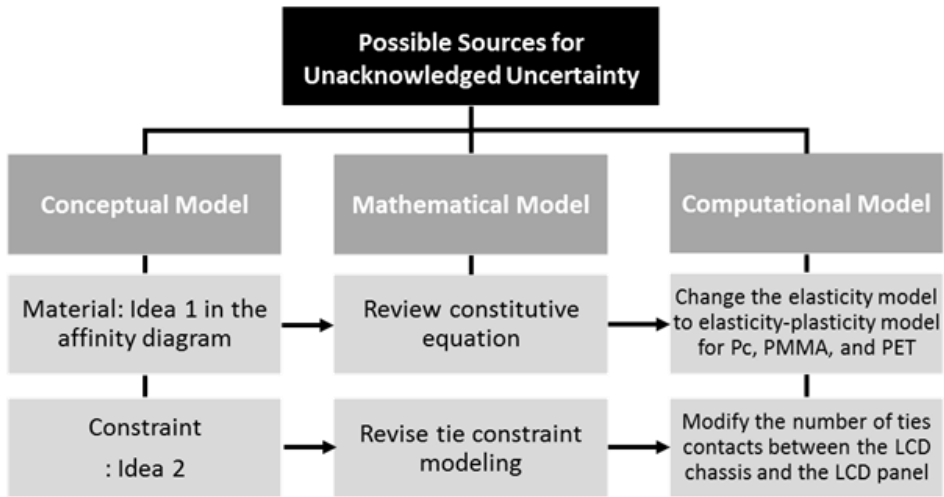 Possible Sources for
Unacknowledged Uncertainty
Conceptual Model
Mathematical Model
Computational Model
Material: Idea 1 in the
affinity diagram
Review constitutive
equation
Change the elasticity model
to elasticity-plasticity model
for Pc, PMMA, and PET
Constraint
: Idea 2
Revise tie constraint
modeling
Modify the number of ties
contacts between the LCD
chassis and the LCD panel